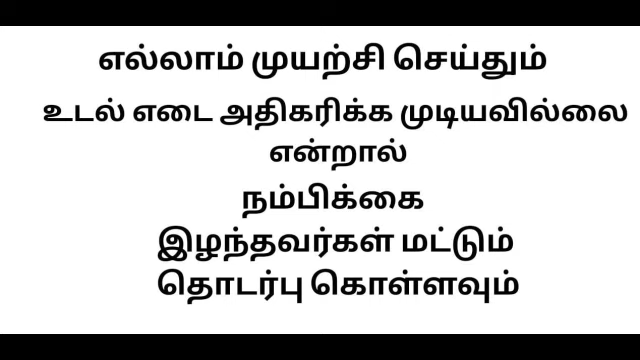 எல்லாம் முயற்சி செய்தும்
உடல் எடை அதிகரிக்க முடியவில்லை
என்றால்
நம்பிக்கை
இழந்தவர்கள் மட்டும்
தொடர்பு கொள்ளவும்